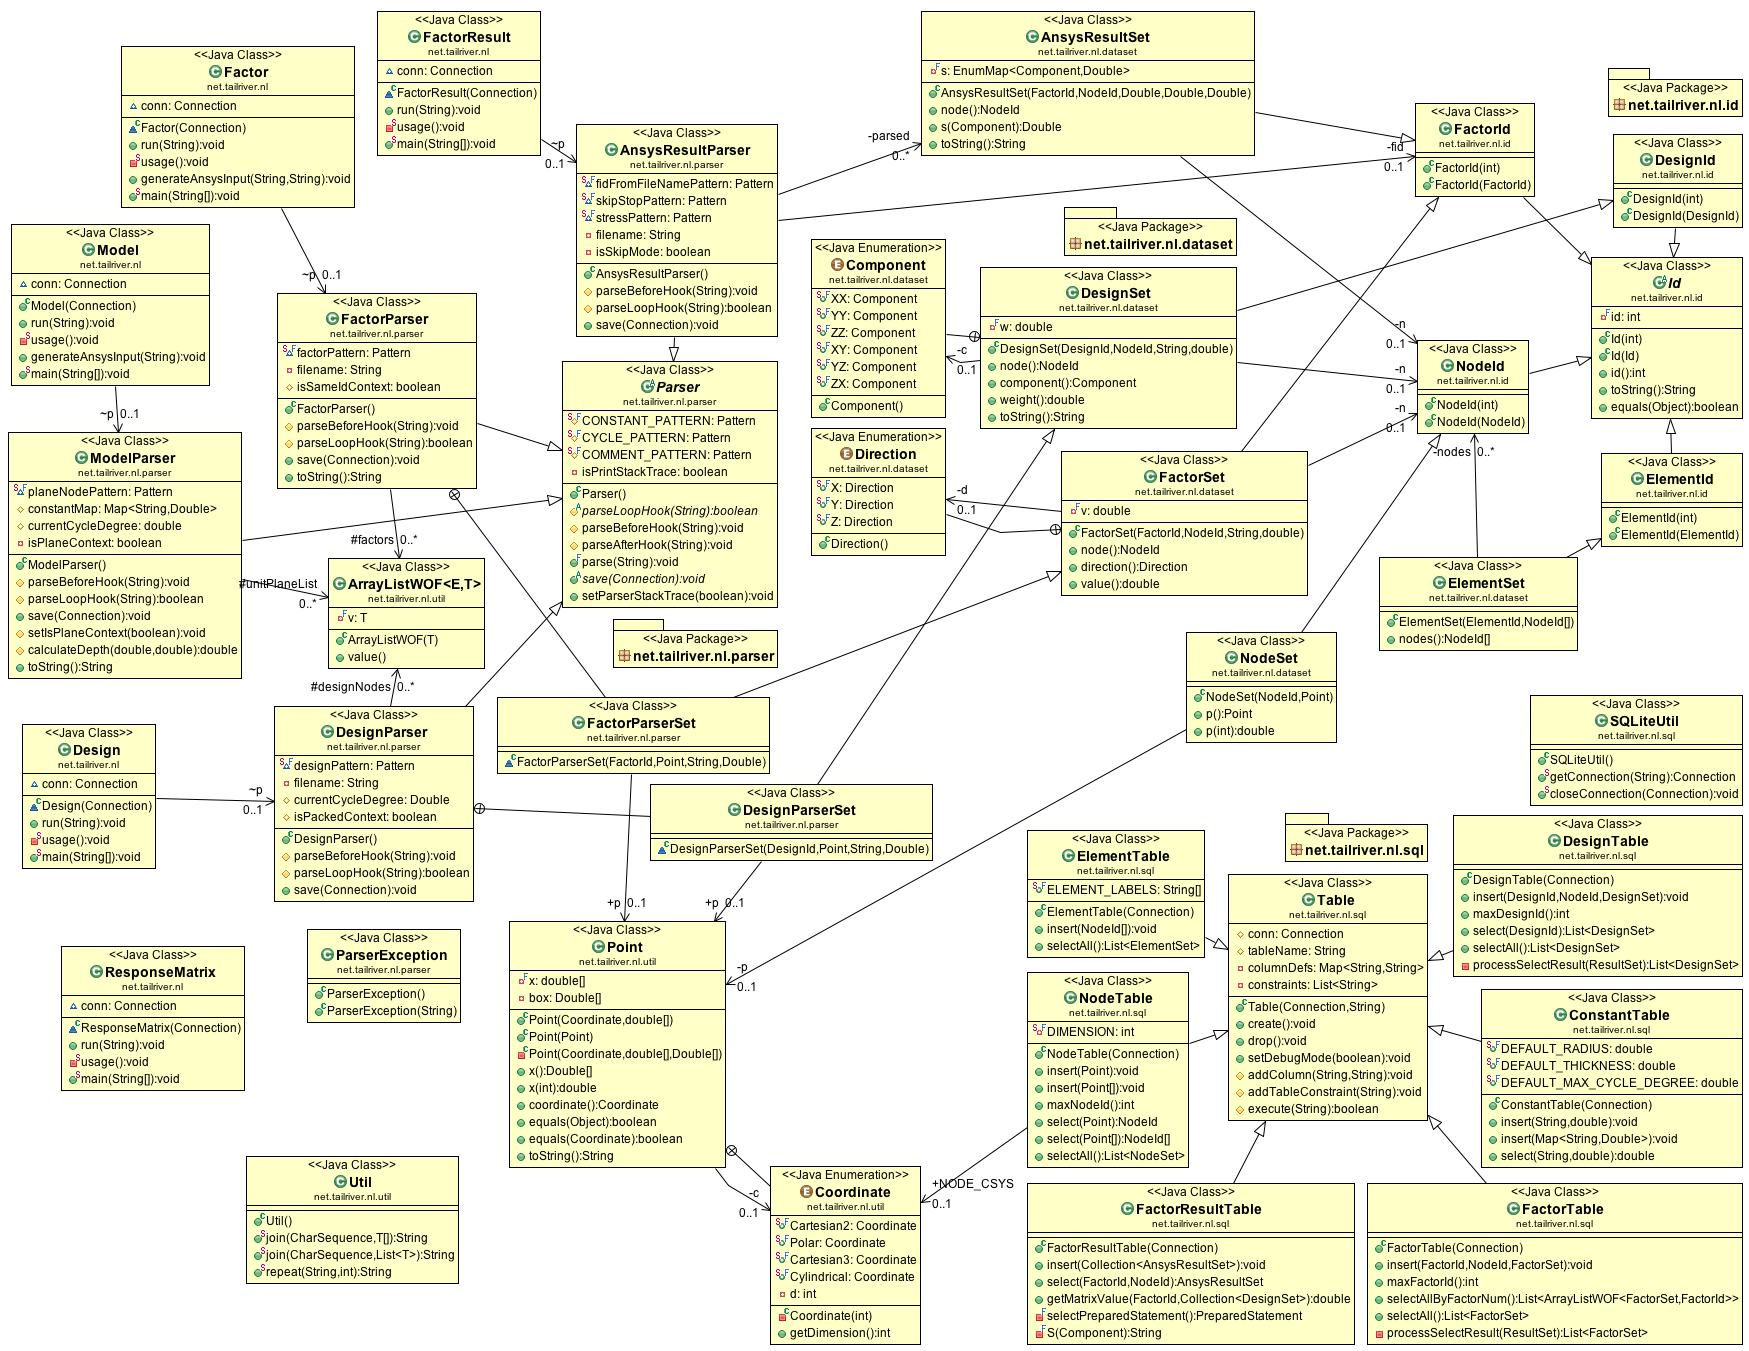 <<Java Class>>
FactorResult
net.tailriver.nl
conn: Connection
FactorResult(Connection)
run(String):void
usage():void
main(String[]):void
<<Java Class>>
AnsysResultSet
net.tailriver.nl.dataset
s: EnumMap<Component,Double>
AnsysResultSet(FactorId,NodeId,Double,Double,Double)
node():NodeId
s(Component):Double
toString():String
<<Java Class>>
Factor
net.tailriver.nl
conn: Connection
Factor(Connection)
run(String):void
usage():void
generateAnsysInput(String,String):void
main(String[]):void
<<Java Package>>
net.tailriver.nl.id
<<Java Class>>
FactorId
net.tailriver.nl.id
FactorId(int)
FactorId(FactorId)
<<Java Class>>
DesignId
net.tailriver.nl.id
DesignId(int)
DesignId(DesignId)
~p
0..1
<<Java Class>>
AnsysResultParser
net.tailriver.nl.parser
fidFromFileNamePattern: Pattern
skipStopPattern: Pattern
stressPattern: Pattern
filename: String
isSkipMode: boolean
AnsysResultParser()
parseBeforeHook(String):void
parseLoopHook(String):boolean
save(Connection):void
-parsed
0..*
-fid
0..1
<<Java Class>>
Model
net.tailriver.nl
conn: Connection
Model(Connection)
run(String):void
usage():void
generateAnsysInput(String):void
main(String[]):void
~p 0..1
<<Java Package>>
net.tailriver.nl.dataset
<<Java Enumeration>>
Component
net.tailriver.nl.dataset
XX: Component
YY: Component
ZZ: Component
XY: Component
YZ: Component
ZX: Component
Component()
<<Java Class>>
DesignSet
net.tailriver.nl.dataset
w: double
DesignSet(DesignId,NodeId,String,double)
node():NodeId
component():Component
weight():double
toString():String
-c
0..1
<<Java Class>>
Id
net.tailriver.nl.id
id: int
Id(int)
Id(Id)
id():int
toString():String
equals(Object):boolean
<<Java Class>>
FactorParser
net.tailriver.nl.parser
factorPattern: Pattern
filename: String
isSameIdContext: boolean
FactorParser()
parseBeforeHook(String):void
parseLoopHook(String):boolean
save(Connection):void
toString():String
-n
0..1
-n
0..1
-n
0..1
<<Java Class>>
NodeId
net.tailriver.nl.id
NodeId(int)
NodeId(NodeId)
-nodes 0..*
<<Java Class>>
Parser
net.tailriver.nl.parser
CONSTANT_PATTERN: Pattern
CYCLE_PATTERN: Pattern
COMMENT_PATTERN: Pattern
isPrintStackTrace: boolean
Parser()
parseLoopHook(String):boolean
parseBeforeHook(String):void
parseAfterHook(String):void
parse(String):void
save(Connection):void
setParserStackTrace(boolean):void
~p 0..1
<<Java Class>>
ModelParser
net.tailriver.nl.parser
planeNodePattern: Pattern
constantMap: Map<String,Double>
currentCycleDegree: double
isPlaneContext: boolean
ModelParser()
parseBeforeHook(String):void
parseLoopHook(String):boolean
save(Connection):void
setIsPlaneContext(boolean):void
calculateDepth(double,double):double
toString():String
<<Java Enumeration>>
Direction
net.tailriver.nl.dataset
X: Direction
Y: Direction
Z: Direction
Direction()
-d
0..1
<<Java Class>>
FactorSet
net.tailriver.nl.dataset
v: double
FactorSet(FactorId,NodeId,String,double)
node():NodeId
direction():Direction
value():double
<<Java Class>>
ElementId
net.tailriver.nl.id
ElementId(int)
ElementId(ElementId)
#factors 0..*
#unitPlaneList
0..*
<<Java Class>>
ArrayListWOF<E,T>
net.tailriver.nl.util
v: T
ArrayListWOF(T)
value()
#designNodes 0..*
<<Java Class>>
ElementSet
net.tailriver.nl.dataset
ElementSet(ElementId,NodeId[])
nodes():NodeId[]
<<Java Package>>
net.tailriver.nl.parser
<<Java Class>>
NodeSet
net.tailriver.nl.dataset
NodeSet(NodeId,Point)
p():Point
p(int):double
<<Java Class>>
FactorParserSet
net.tailriver.nl.parser
FactorParserSet(FactorId,Point,String,Double)
<<Java Class>>
SQLiteUtil
net.tailriver.nl.sql
SQLiteUtil()
getConnection(String):Connection
closeConnection(Connection):void
<<Java Class>>
Design
net.tailriver.nl
conn: Connection
Design(Connection)
run(String):void
usage():void
main(String[]):void
~p
0..1
<<Java Class>>
DesignParser
net.tailriver.nl.parser
designPattern: Pattern
filename: String
currentCycleDegree: Double
isPackedContext: boolean
DesignParser()
parseBeforeHook(String):void
parseLoopHook(String):boolean
save(Connection):void
<<Java Class>>
DesignParserSet
net.tailriver.nl.parser
DesignParserSet(DesignId,Point,String,Double)
<<Java Package>>
net.tailriver.nl.sql
<<Java Class>>
ElementTable
net.tailriver.nl.sql
ELEMENT_LABELS: String[]
ElementTable(Connection)
insert(NodeId[]):void
selectAll():List<ElementSet>
<<Java Class>>
DesignTable
net.tailriver.nl.sql
DesignTable(Connection)
insert(DesignId,NodeId,DesignSet):void
maxDesignId():int
select(DesignId):List<DesignSet>
selectAll():List<DesignSet>
processSelectResult(ResultSet):List<DesignSet>
<<Java Class>>
Table
net.tailriver.nl.sql
conn: Connection
tableName: String
columnDefs: Map<String,String>
constraints: List<String>
Table(Connection,String)
create():void
drop():void
setDebugMode(boolean):void
addColumn(String,String):void
addTableConstraint(String):void
execute(String):boolean
+p 0..1
+p 0..1
-p
0..1
<<Java Class>>
Point
net.tailriver.nl.util
x: double[]
box: Double[]
Point(Coordinate,double[])
Point(Point)
Point(Coordinate,double[],Double[])
x():Double[]
x(int):double
coordinate():Coordinate
equals(Object):boolean
equals(Coordinate):boolean
toString():String
<<Java Class>>
ParserException
net.tailriver.nl.parser
ParserException()
ParserException(String)
<<Java Class>>
ResponseMatrix
net.tailriver.nl
conn: Connection
ResponseMatrix(Connection)
run(String):void
usage():void
main(String[]):void
<<Java Class>>
NodeTable
net.tailriver.nl.sql
DIMENSION: int
NodeTable(Connection)
insert(Point):void
insert(Point[]):void
maxNodeId():int
select(Point):NodeId
select(Point[]):NodeId[]
selectAll():List<NodeSet>
<<Java Class>>
ConstantTable
net.tailriver.nl.sql
DEFAULT_RADIUS: double
DEFAULT_THICKNESS: double
DEFAULT_MAX_CYCLE_DEGREE: double
ConstantTable(Connection)
insert(String,double):void
insert(Map<String,Double>):void
select(String,double):double
<<Java Class>>
Util
net.tailriver.nl.util
Util()
join(CharSequence,T[]):String
join(CharSequence,List<T>):String
repeat(String,int):String
-c
0..1
<<Java Enumeration>>
Coordinate
net.tailriver.nl.util
Cartesian2: Coordinate
Polar: Coordinate
Cartesian3: Coordinate
Cylindrical: Coordinate
d: int
Coordinate(int)
getDimension():int
+NODE_CSYS
0..1
<<Java Class>>
FactorResultTable
net.tailriver.nl.sql
FactorResultTable(Connection)
insert(Collection<AnsysResultSet>):void
select(FactorId,NodeId):AnsysResultSet
getMatrixValue(FactorId,Collection<DesignSet>):double
selectPreparedStatement():PreparedStatement
S(Component):String
<<Java Class>>
FactorTable
net.tailriver.nl.sql
FactorTable(Connection)
insert(FactorId,NodeId,FactorSet):void
maxFactorId():int
selectAllByFactorNum():List<ArrayListWOF<FactorSet,FactorId>>
selectAll():List<FactorSet>
processSelectResult(ResultSet):List<FactorSet>